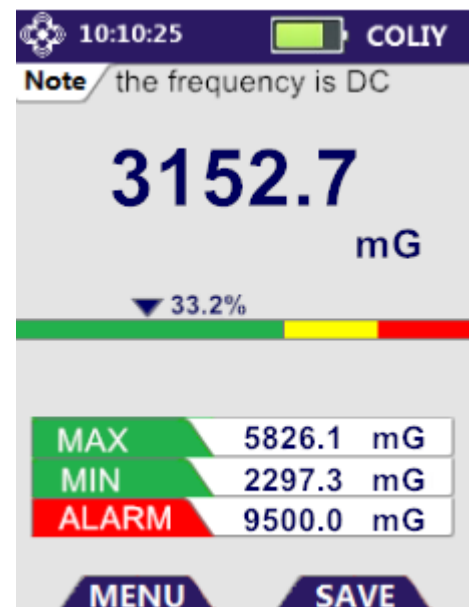 10:10:25 COLIY
Note the frequency is DC
3152.7
mG
33.2%
MAX 5826.1 mG
MIN 2297.3 mG
ALARM 9500.0 mG
MENU SAVE